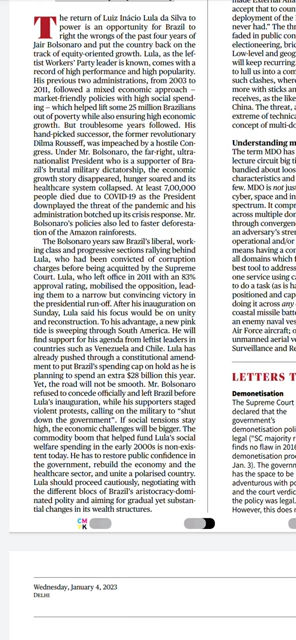 The return of Luiz Inácio Lula da Silva to
power is an opportunity for Brazil to
right the wrongs of the past four years of
Jair Bolsonaro and put the country back on the
track of equity-oriented growth. Lula, as the lef-
tist Workers' Party leader is known, comes with a
record of high performance and high popularity.
His previous two administrations, from 2003 to
2011, followed a mixed economic approach –
market-friendly policies with high social spend-
ing – which helped lift some 25 million Brazilians
out of poverty while also ensuring high economic
growth. But troublesome years followed. His
hand-picked successor, the former revolutionary
Dilma Rousseff, was impeached by a hostile Con-
gress. Under Mr. Bolsonaro, the far-right, ultra-
nationalist President who is a supporter of Bra-
zil's brutal military dictatorship, the economic
growth story disappeared, hunger soared and its
healthcare system collapsed. At least 7,00,000
people died due to COVID-19 as the President
downplayed the threat of the pandemic and his
administration botched up its crisis response. Mr.
Bolsonaro's policies also led to faster deforesta-
tion of the Amazon rainforests.
The Bolsonaro years saw Brazil's liberal, work-
ing class and progressive sections rallying behind
Lula, who had been convicted of corruption
charges before being acquitted by the Supreme
Court. Lula, who left office in 2011 with an 83%
approval rating, mobilised the opposition, lead-
ing them to a narrow but convincing victory in
the presidential run-off. After his inauguration on
Sunday, Lula said his focus would be on unity
and reconstruction. To his advantage, a new pink
tide is sweeping through South America. He will
find support for his agenda from leftist leaders in
countries such as Venezuela and Chile. Lula has
already pushed through a constitutional amend-
ment to put Brazil's spending cap on hold as he is
planning to spend an extra $28 billion this year.
Yet, the road will not be smooth. Mr. Bolsonaro
refused to concede officially and left Brazil before
Lula's inauguration, while his supporters staged
violent protests, calling on the military to "shut
down the government". If social tensions stay
high, the economic challenges will be bigger. The
commodity boom that helped fund Lula's social
welfare spending in the early 2000s is non-exis-
tent today. He has to restore public confidence in
the government, rebuild the economy and the
healthcare sector, and unite a polarised country.
Lula should proceed cautiously, negotiating with
the different blocs of Brazil's aristocracy-domi-
nated polity and aiming for gradual yet substan-
tial changes in its wealth structures.
accept that to coun
deployment of the
never had." The thr
faded in public con
electioneering, brid
Low-level and geog
will keep recurring
to lull us into a com
such clashes, where
more with sticks an
receives, as the like
China. The threat, a
extreme of technica
concept of multi-do
Understanding m
The term MDO has
lecture circuit big ti
bandied about loos
characteristics and
few. MDO is not just
cyber, space and in
spectrum. It compr
across multiple dom
through convergen
an adversary's stren
operational and/or
means having a con
all domains which f
best tool to address
one service using c
to do a task (as is h
positioned and cap
doing it across any
coastal missile batte
an enemy naval ves
Air Force aircraft; o
unmanned aerial ve
Surveillance and Re
LETTERS T
Demonetisation
The Supreme Court
declared that the
government's
demonetisation poli
legal ("SC majority r
finds no flaw in 2016
demonetisation pro
Jan. 3). The governm
has the space to be
adventurous with po
and the court verdic
the policy was legal.
However, this does n
CM
YK
Wednesday, January 4, 2023
DELHI